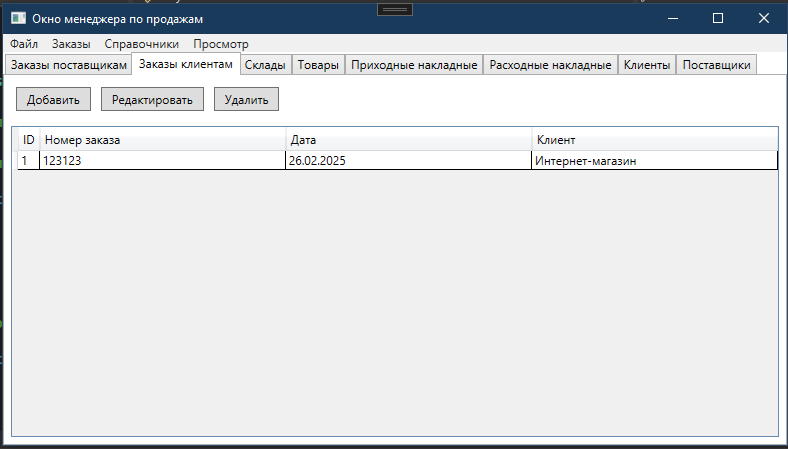 Окно менеджера по продажам
Файл Заказы Справочники Просмотр
Заказы поставщикам Заказы клиентам Склады Товары Приходные накладные Расходные накладные Клиенты Поставщики
Добавить Редактировать Удалить
ID Номер заказа Дата Клиент
1 123123 26.02.2025 Интернет-магазин